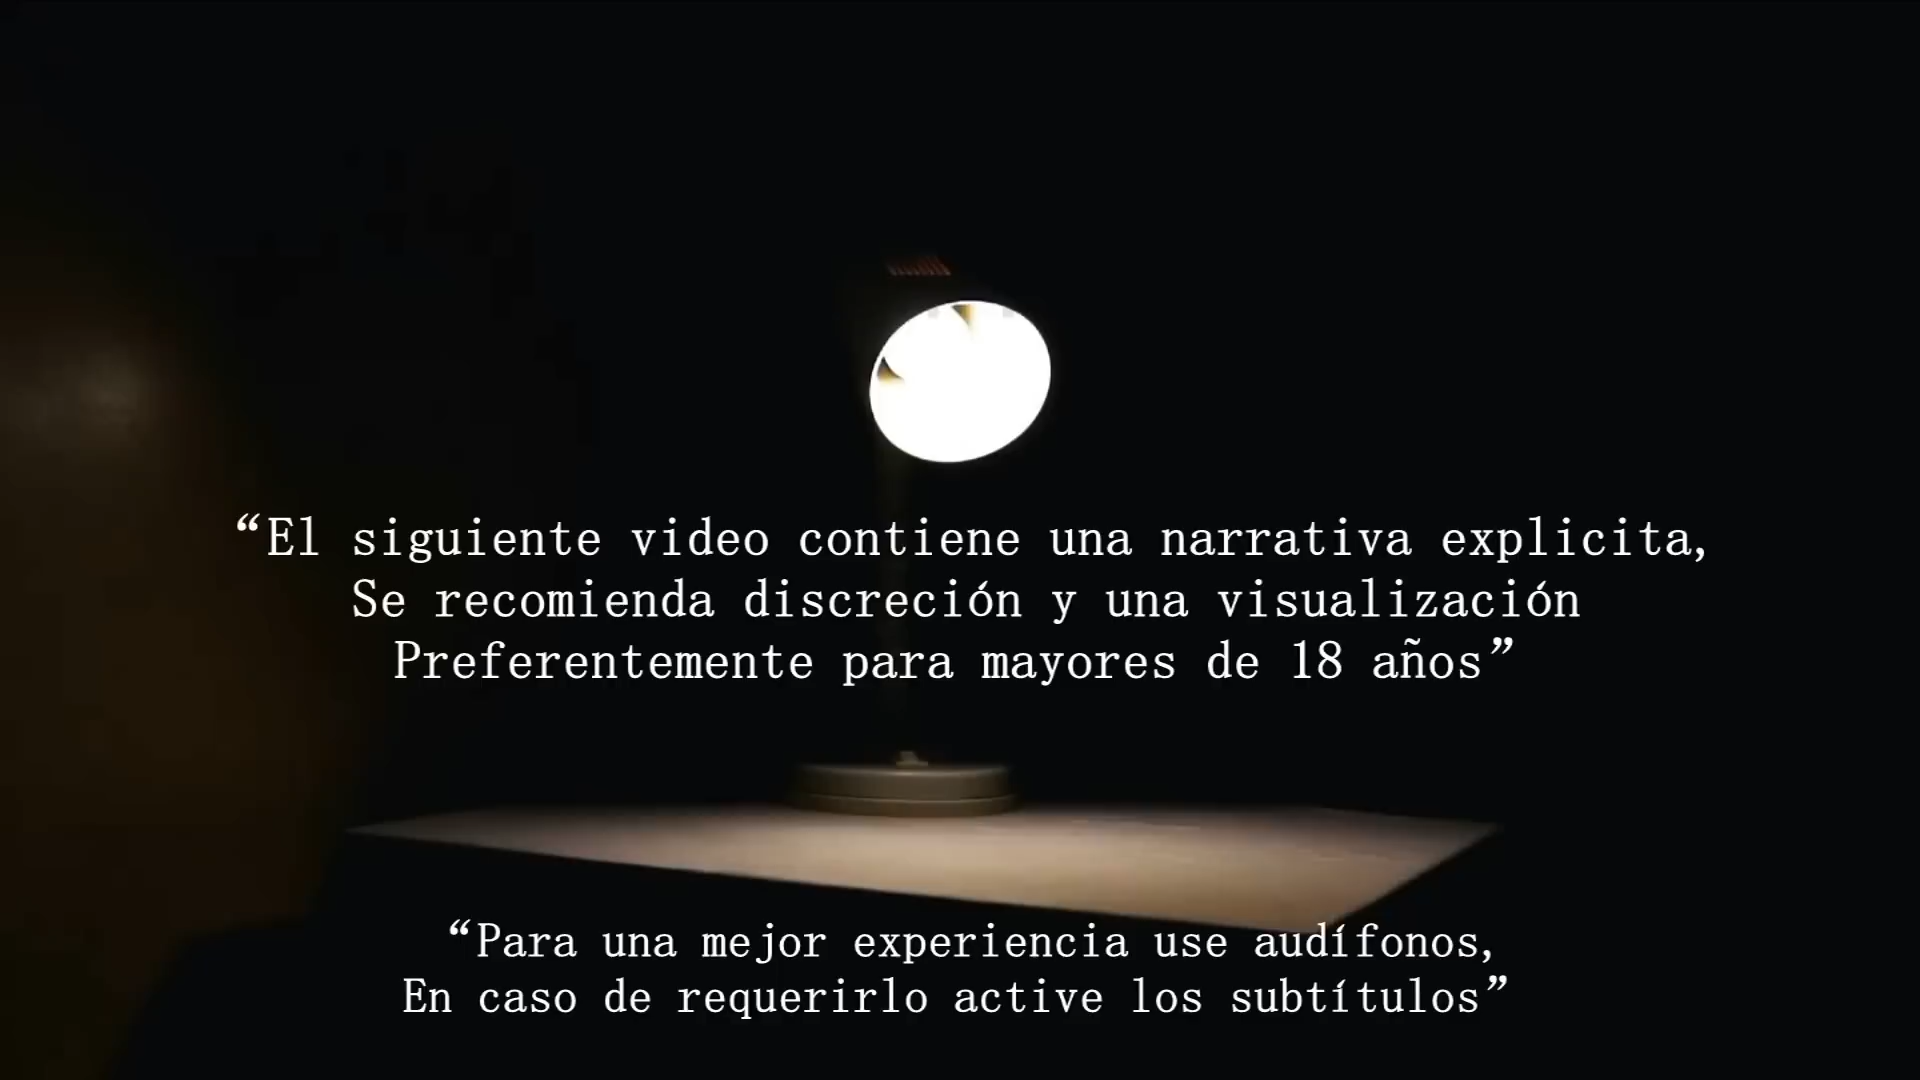 “El siguiente video contiene una narrativa explicita,
Se recomienda discreción y una visualización
Preferentemente para mayores de 18 años”
“Para una mejor experiencia use audífonos,
En caso de requerirlo active los subtítulos”